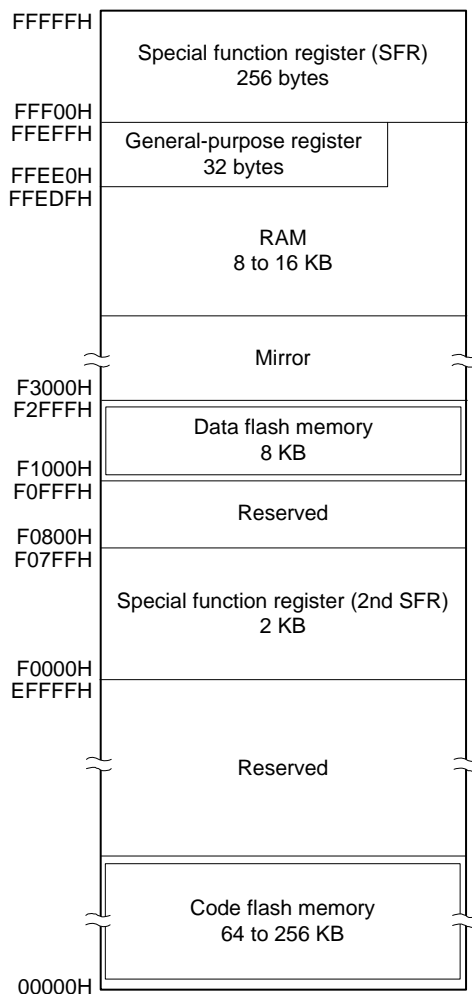 FFFFFH
Special function register (SFR)
256 bytes
FFF00H
FFEFFH
General-purpose register
32 bytes
FFEE0H
FFEDFH
RAM
8 to 16 KB
Mirror
F3000H
F2FFFH
Data flash memory
8 KB
F1000H
F0FFFH
Reserved
F0800H
F07FFH
Special function register (2nd SFR)
2 KB
F0000H
EFFFFH
Reserved
Code flash memory
64 to 256 KB
00000H